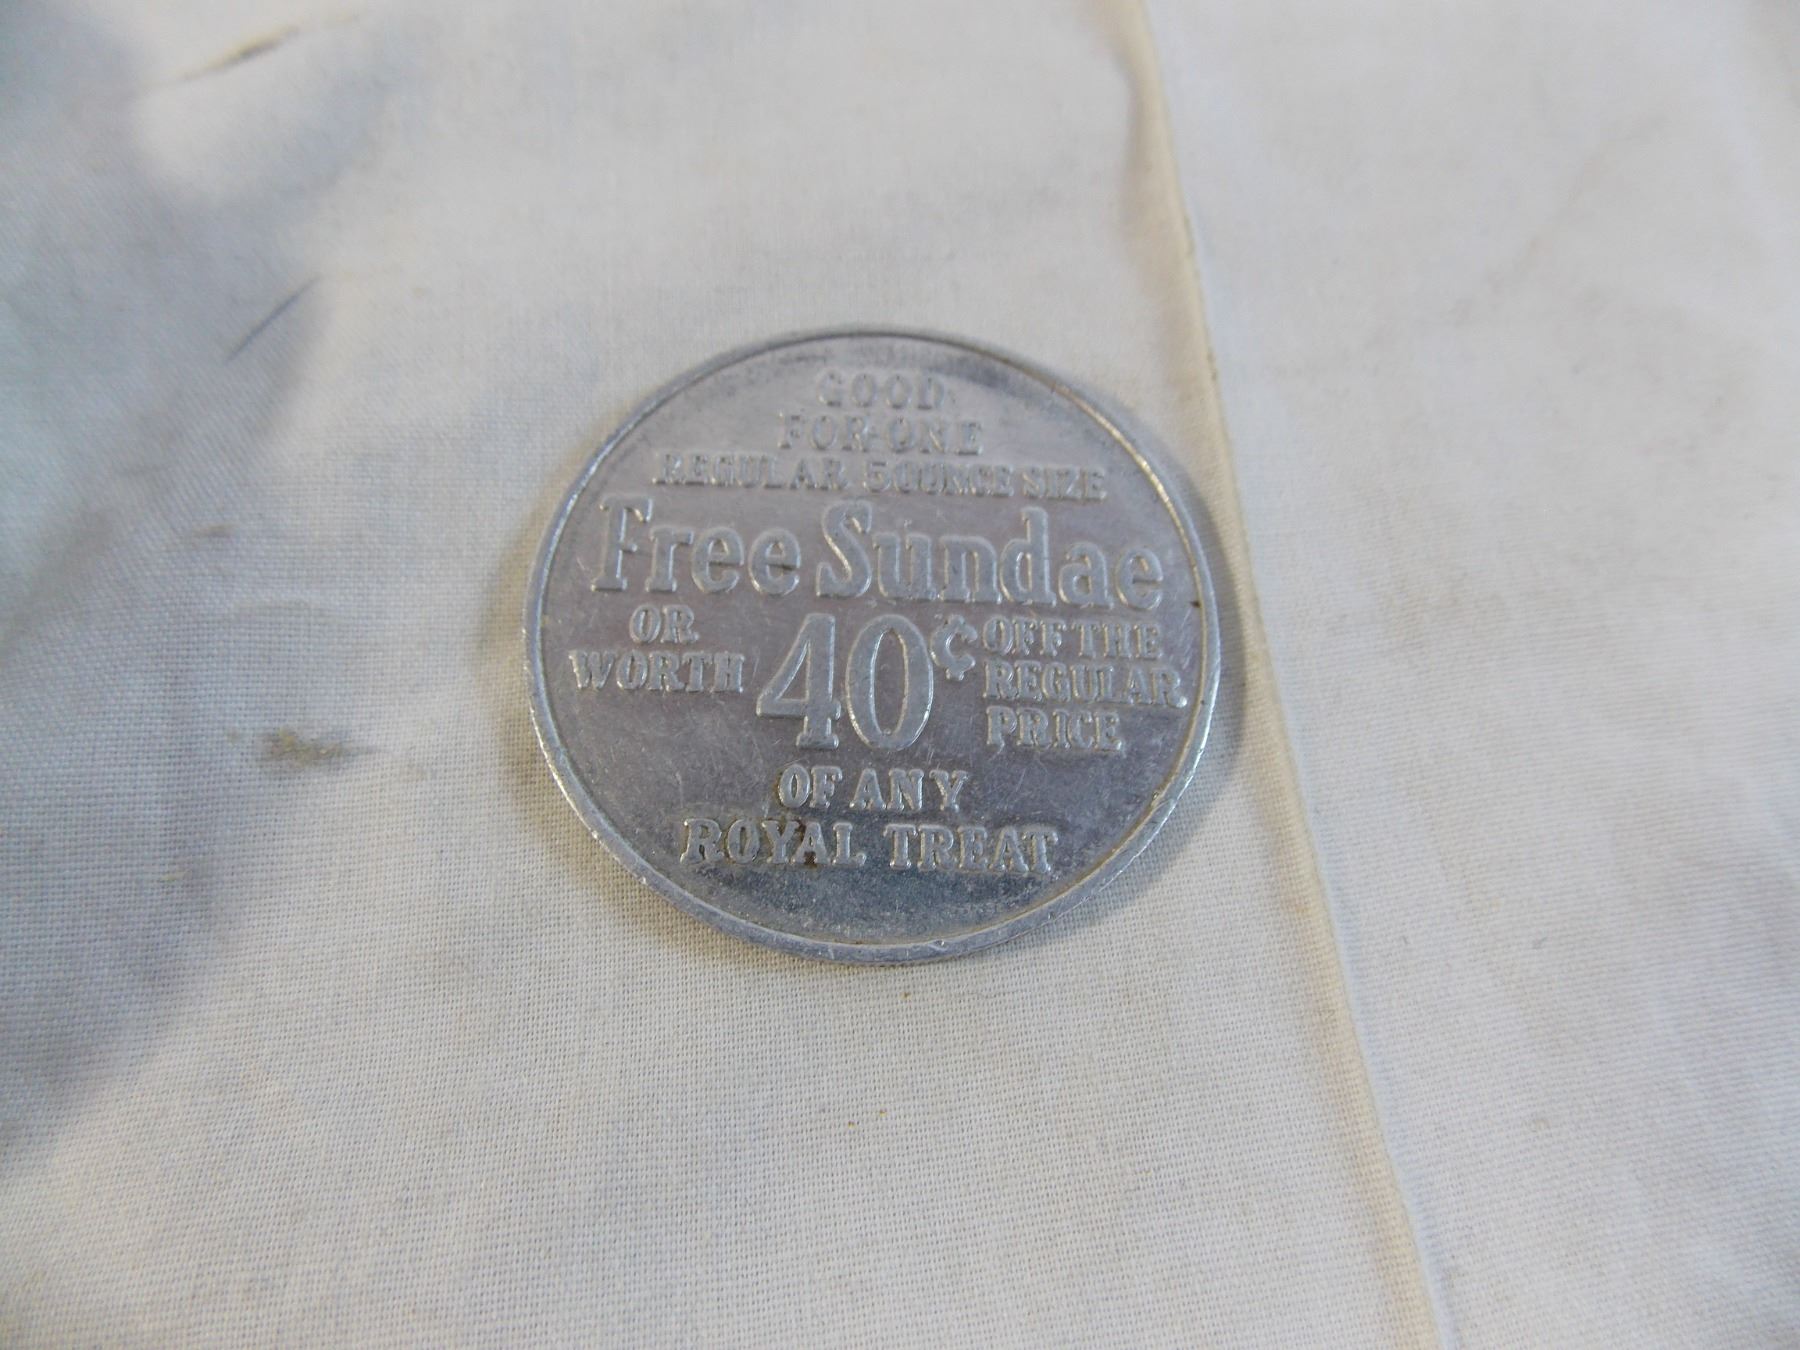 GOOD
FOR ONE
REGULAR 5 OUNCE SIZE
Free Sundae
OR
WORTH
40¢
OFF THE
REGULAR
PRICE
OF ANY
ROYAL TREAT